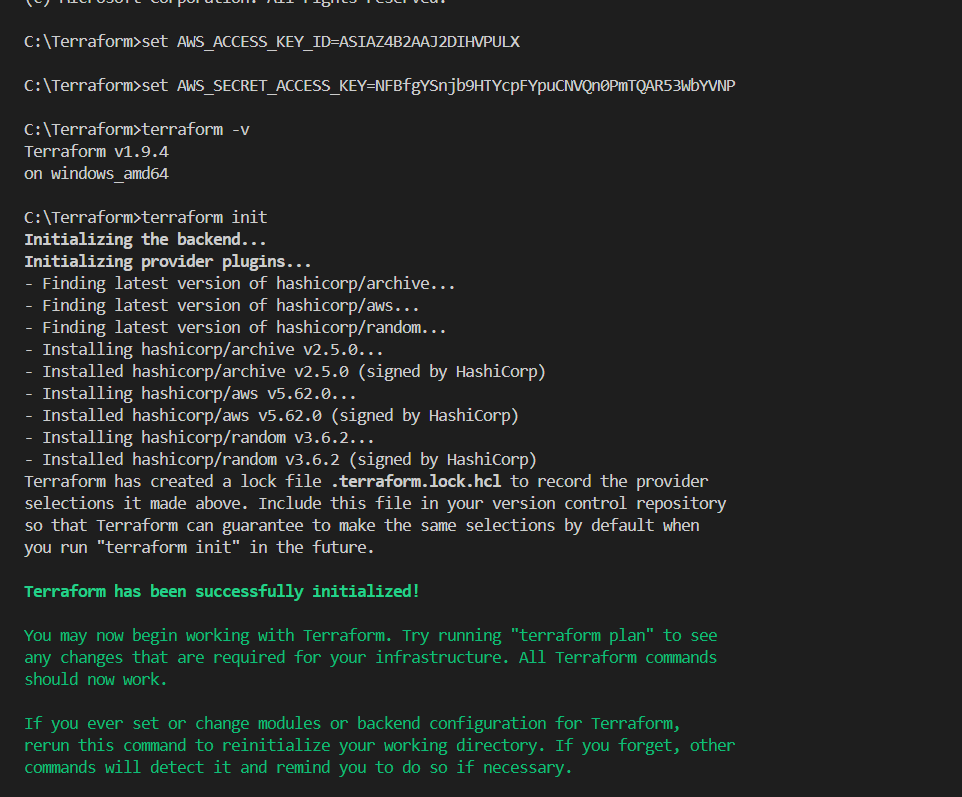 (c) Microsoft Corporation. All rights reserved.
C:\Terraform>set AWS_ACCESS_KEY_ID=ASIAZ4B2AAJ2DIHVPULX
C:\Terraform>set AWS_SECRET_ACCESS_KEY=NFBfgYSnjb9HTYcpFYpuCNVQn0PmTQAR53WbYVNP
C:\Terraform>terraform -v
Terraform v1.9.4
on windows_amd64
C:\Terraform>terraform init
Initializing the backend...
Initializing provider plugins...
- Finding latest version of hashicorp/archive...
- Finding latest version of hashicorp/aws...
- Finding latest version of hashicorp/random...
- Installing hashicorp/archive v2.5.0...
- Installed hashicorp/archive v2.5.0 (signed by HashiCorp)
- Installing hashicorp/aws v5.62.0...
- Installed hashicorp/aws v5.62.0 (signed by HashiCorp)
- Installing hashicorp/random v3.6.2...
- Installed hashicorp/random v3.6.2 (signed by HashiCorp)
Terraform has created a lock file .terraform.lock.hcl to record the provider
selections it made above. Include this file in your version control repository
so that Terraform can guarantee to make the same selections by default when
you run "terraform init" in the future.
Terraform has been successfully initialized!
You may now begin working with Terraform. Try running "terraform plan" to see
any changes that are required for your infrastructure. All Terraform commands
should now work.
If you ever set or change modules or backend configuration for Terraform,
rerun this command to reinitialize your working directory. If you forget, other
commands will detect it and remind you to do so if necessary.